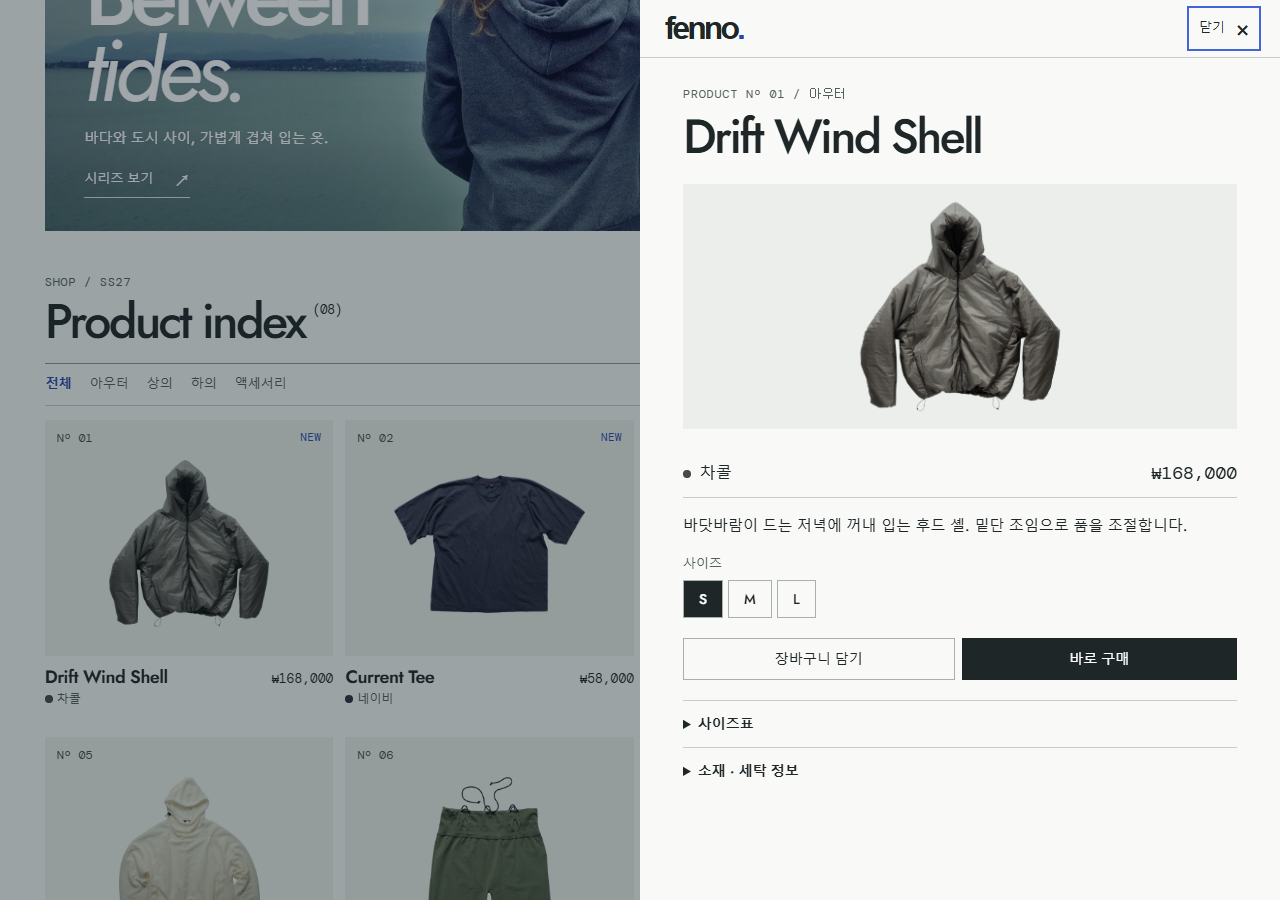 Between
tides.
바다와 도시 사이, 가볍게 겹쳐 입는 옷.
시리즈 보기 ↗
SHOP / SS27
Product index (08)
전체 아우터 상의 하의 액세서리
Nº 01 NEW
Nº 02 NEW
Drift Wind Shell ₩168,000
차콜
Current Tee ₩58,000
네이비
Nº 05
Nº 06
fenno.
닫기 ×
PRODUCT Nº 01 / 아우터
Drift Wind Shell
차콜 ₩168,000
바닷바람이 드는 저녁에 꺼내 입는 후드 셸. 밑단 조임으로 품을 조절합니다.
사이즈
S M L
장바구니 담기 바로 구매
▶ 사이즈표
▶ 소재 · 세탁 정보